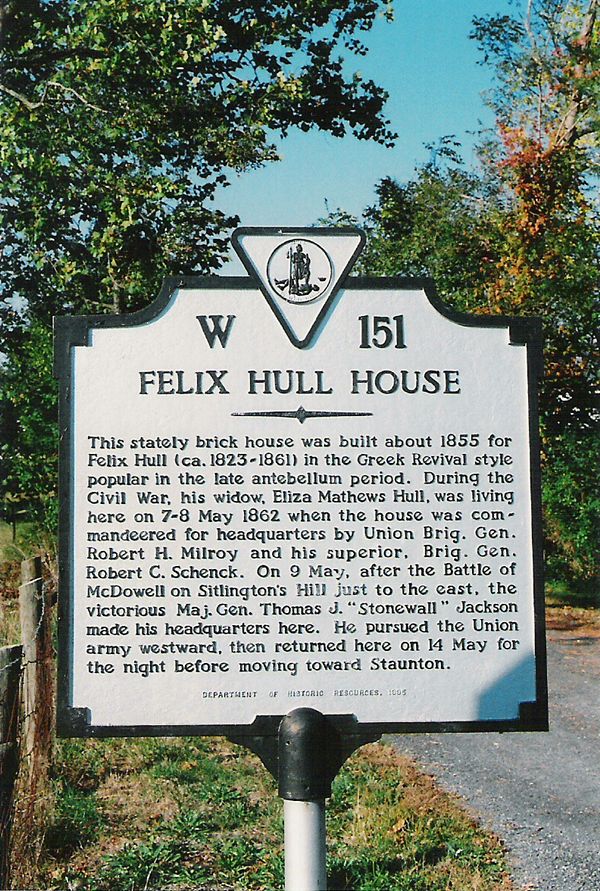 W 151
FELIX HULL HOUSE
This stately brick house was built about 1855 for
Felix Hull (ca. 1823-1861) in the Greek Revival style
popular in the late antebellum period. During the
Civil War, his widow, Eliza Mathews Hull, was living
here on 7-8 May 1862 when the house was com-
mandeered for headquarters by Union Brig. Gen.
Robert H. Milroy and his superior, Brig. Gen.
Robert C. Schenck. On 9 May, after the Battle of
McDowell on Sitlington's Hill just to the east, the
victorious Maj. Gen. Thomas J. "Stonewall" Jackson
made his headquarters here. He pursued the Union
army westward, then returned here on 14 May for
the night before moving toward Staunton.
DEPARTMENT OF HISTORIC RESOURCES, 1995